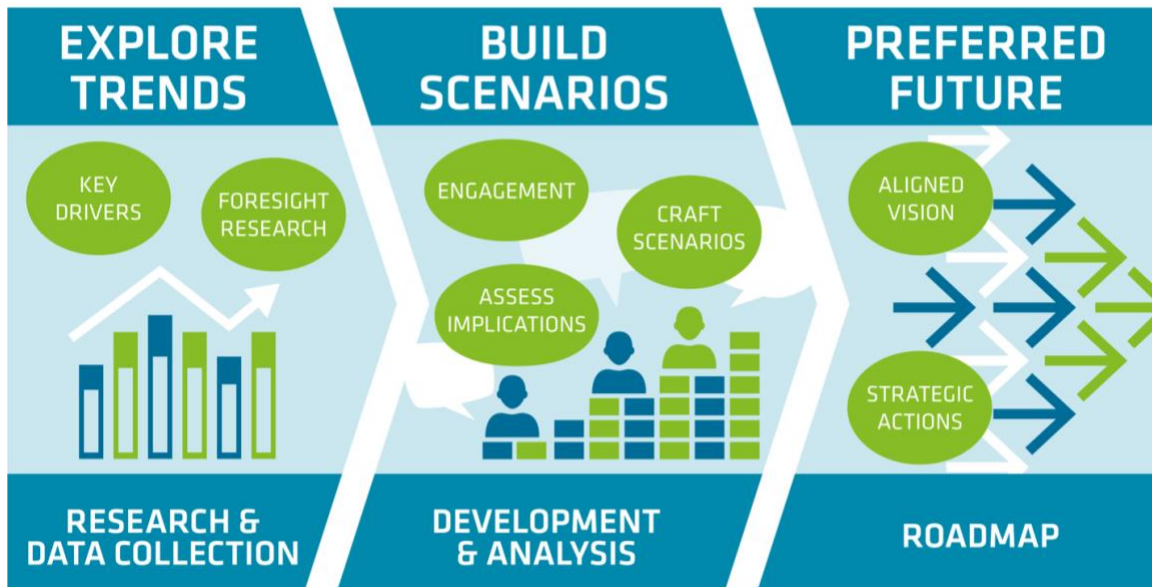 EXPLORE
TRENDS
KEY
DRIVERS
FORESIGHT
RESEARCH
RESEARCH &
DATA COLLECTION
BUILD
SCENARIOS
ENGAGEMENT
CRAFT
SCENARIOS
ASSESS
IMPLICATIONS
DEVELOPMENT
& ANALYSIS
PREFERRED
FUTURE
ALIGNED
VISION
STRATEGIC
ACTIONS
ROADMAP